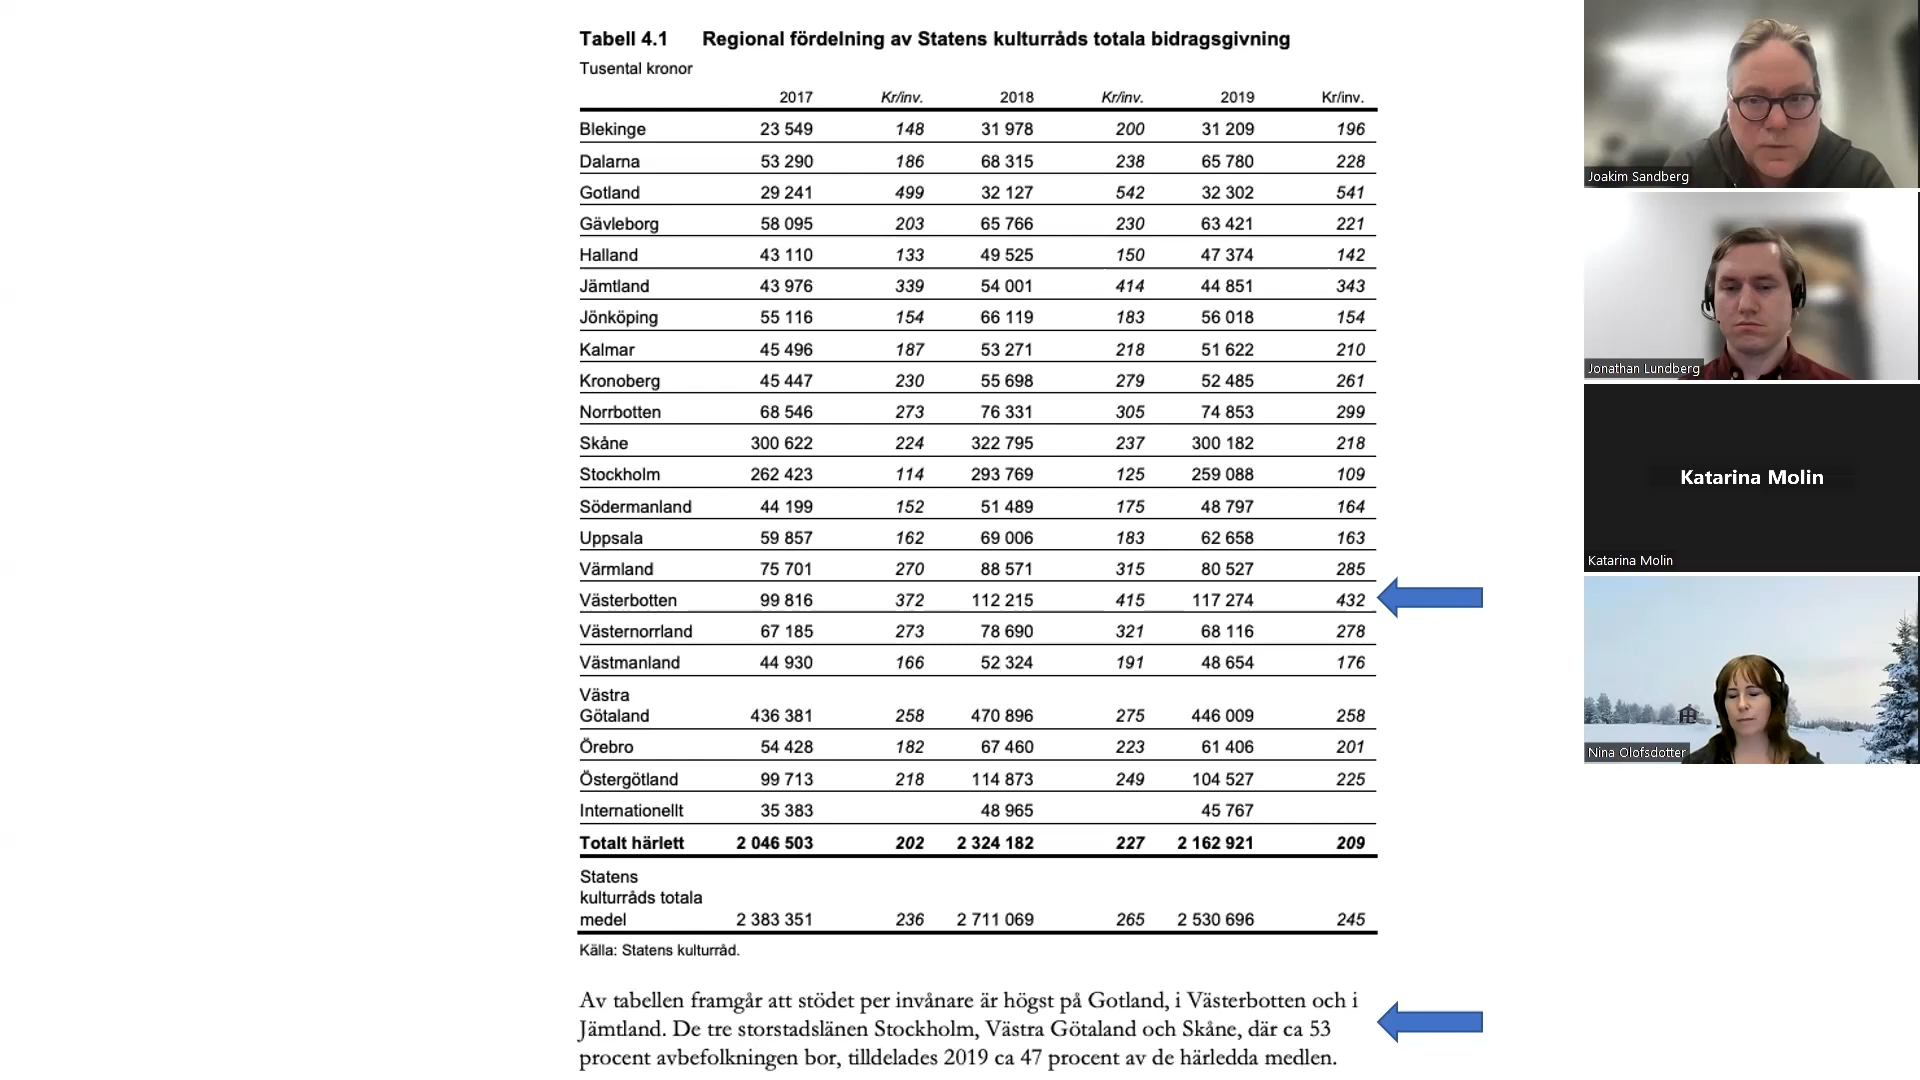 Tabell 4.1 Regional fördelning av Statens kulturråds totala bidragsgivning
Tusental kronor
2017 Kr/inv. 2018 Kr/inv. 2019 Kr/inv.
Blekinge 23 549 148 31 978 200 31 209 196
Dalarna 53 290 186 68 315 238 65 780 228
Gotland 29 241 499 32 127 542 32 302 541
Gävleborg 58 095 203 65 766 230 63 421 221
Halland 43 110 133 49 525 150 47 374 142
Jämtland 43 976 339 54 001 414 44 851 343
Jönköping 55 116 154 66 119 183 56 018 154
Kalmar 45 496 187 53 271 218 51 622 210
Kronoberg 45 447 230 55 698 279 52 485 261
Norrbotten 68 546 273 76 331 305 74 853 299
Skåne 300 622 224 322 795 237 300 182 218
Stockholm 262 423 114 293 769 125 259 088 109
Södermanland 44 199 152 51 489 175 48 797 164
Uppsala 59 857 162 69 006 183 62 658 163
Värmland 75 701 270 88 571 315 80 527 285
Västerbotten 99 816 372 112 215 415 117 274 432
Västernorrland 67 185 273 78 690 321 68 116 278
Västmanland 44 930 166 52 324 191 48 654 176
Västra
Götaland 436 381 258 470 896 275 446 009 258
Örebro 54 428 182 67 460 223 61 406 201
Östergötland 99 713 218 114 873 249 104 527 225
Internationellt 35 383 48 965 45 767
Totalt härlett 2 046 503 202 2 324 182 227 2 162 921 209
Statens
kulturråds totala
medel 2 383 351 236 2 711 069 265 2 530 696 245
Källa: Statens kulturråd.
Av tabellen framgår att stödet per invånare är högst på Gotland, i Västerbotten och i
Jämtland. De tre storstadslänen Stockholm, Västra Götaland och Skåne, där ca 53
procent avbefolkningen bor, tilldelades 2019 ca 47 procent av de härledda medlen.
Joakim Sandberg
Jonathan Lundberg
Katarina Molin
Katarina Molin
Nina Olofsdotter